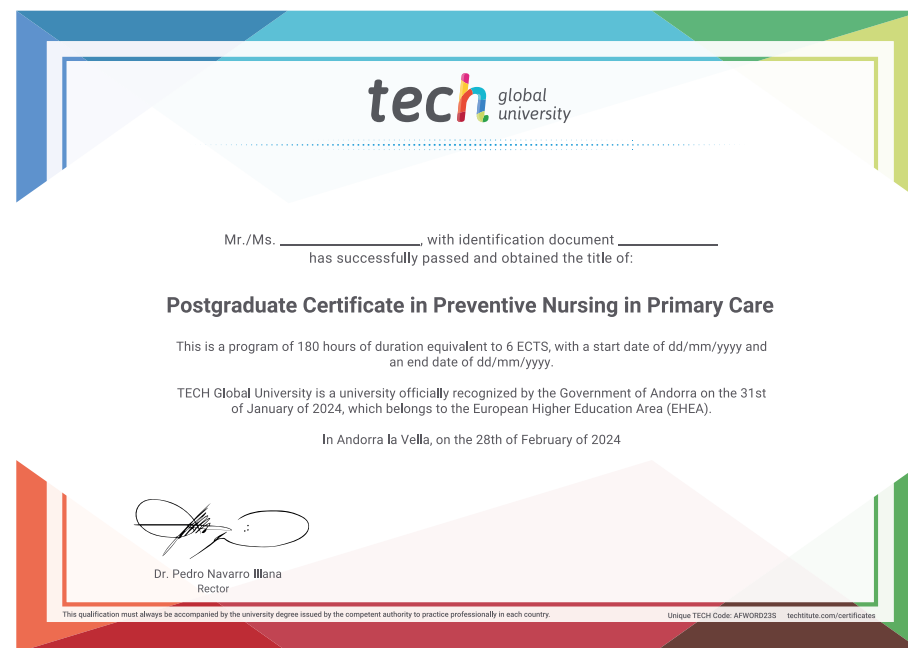 tech global university
Mr./Ms. ____________, with identification document ____________
has successfully passed and obtained the title of:
Postgraduate Certificate in Preventive Nursing in Primary Care
This is a program of 180 hours of duration equivalent to 6 ECTS, with a start date of dd/mm/yyyy and
an end date of dd/mm/yyyy.
TECH Global University is a university officially recognized by the Government of Andorra on the 31st
of January of 2024, which belongs to the European Higher Education Area (EHEA).
In Andorra la Vella, on the 28th of February of 2024
Dr. Pedro Navarro Illana
Rector
This qualification must always be accompanied by the university degree issued by the competent authority to practice professionally in each country.
Unique TECH Code: AFWORD23S techtitute.com/certificates